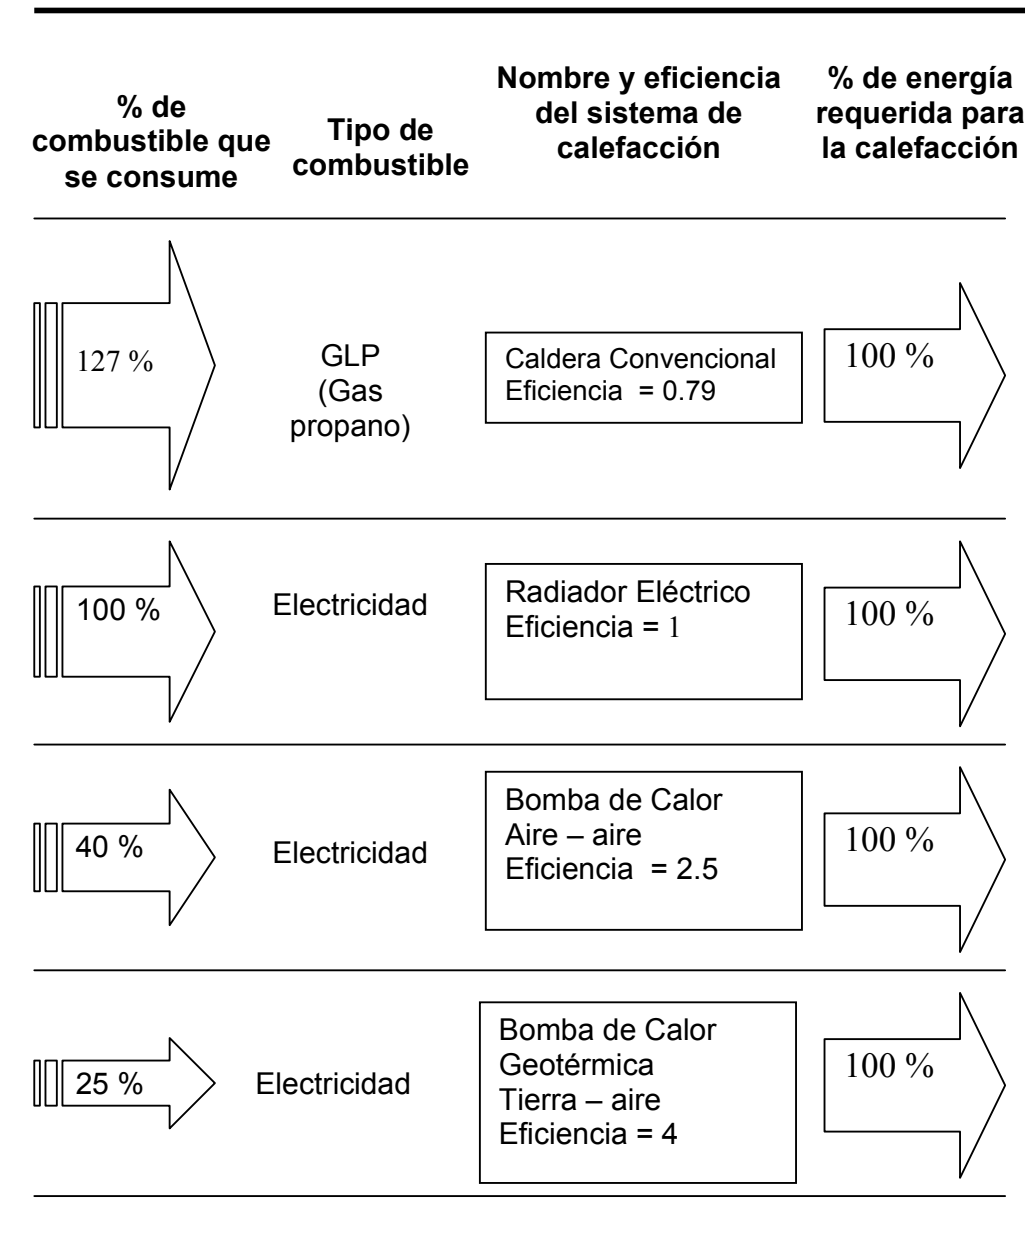 % de
combustible que
se consume
Tipo de
combustible
Nombre y eficiencia
del sistema de
calefacción
% de energía
requerida para
la calefacción
127 %
GLP
(Gas
propano)
Caldera Convencional
Eficiencia = 0.79
100 %
100 %
Electricidad
Radiador Eléctrico
Eficiencia = 1
100 %
40 %
Electricidad
Bomba de Calor
Aire – aire
Eficiencia = 2.5
100 %
25 %
Electricidad
Bomba de Calor
Geotérmica
Tierra – aire
Eficiencia = 4
100 %